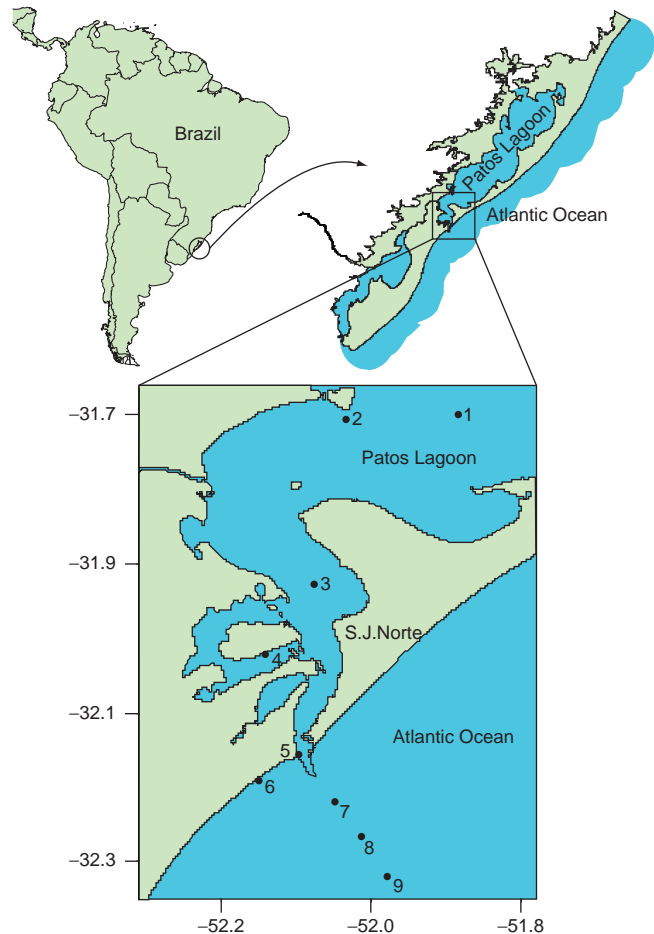 Brazil
Patos Lagoon
Atlantic Ocean
−31.7
2
1
Patos Lagoon
−31.9
3
S.J.Norte
4
−32.1
Atlantic Ocean
5
6
7
8
−32.3
9
−52.2
−52.0
−51.8